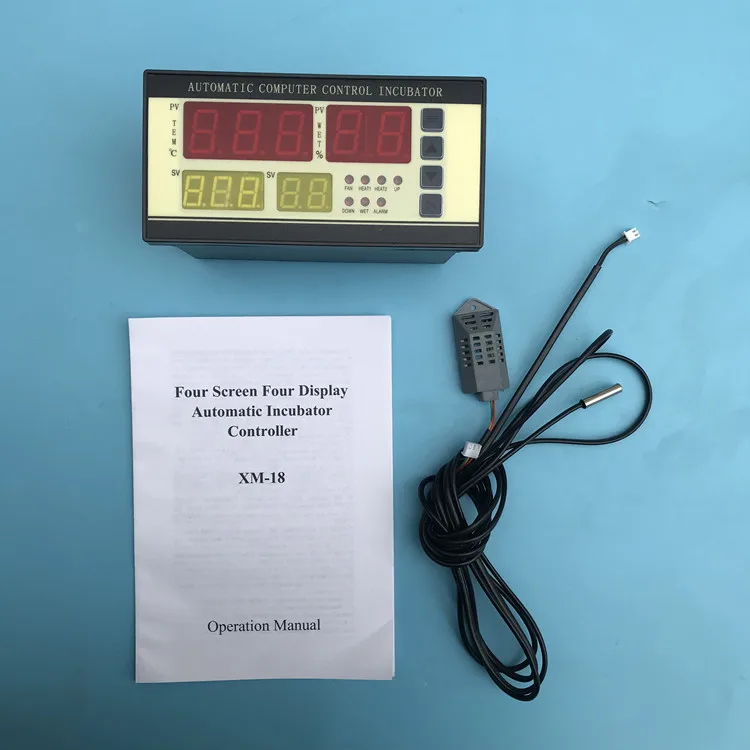 AUTOMATIC COMPUTER CONTROL INCUBATOR
PV
TEM
℃
PV
WET
%
SV
SV
FAN HEAT1 HEAT2 UP
DOWN WET ALARM
Four Screen Four Display
Automatic Incubator
Controller
XM-18
Operation Manual